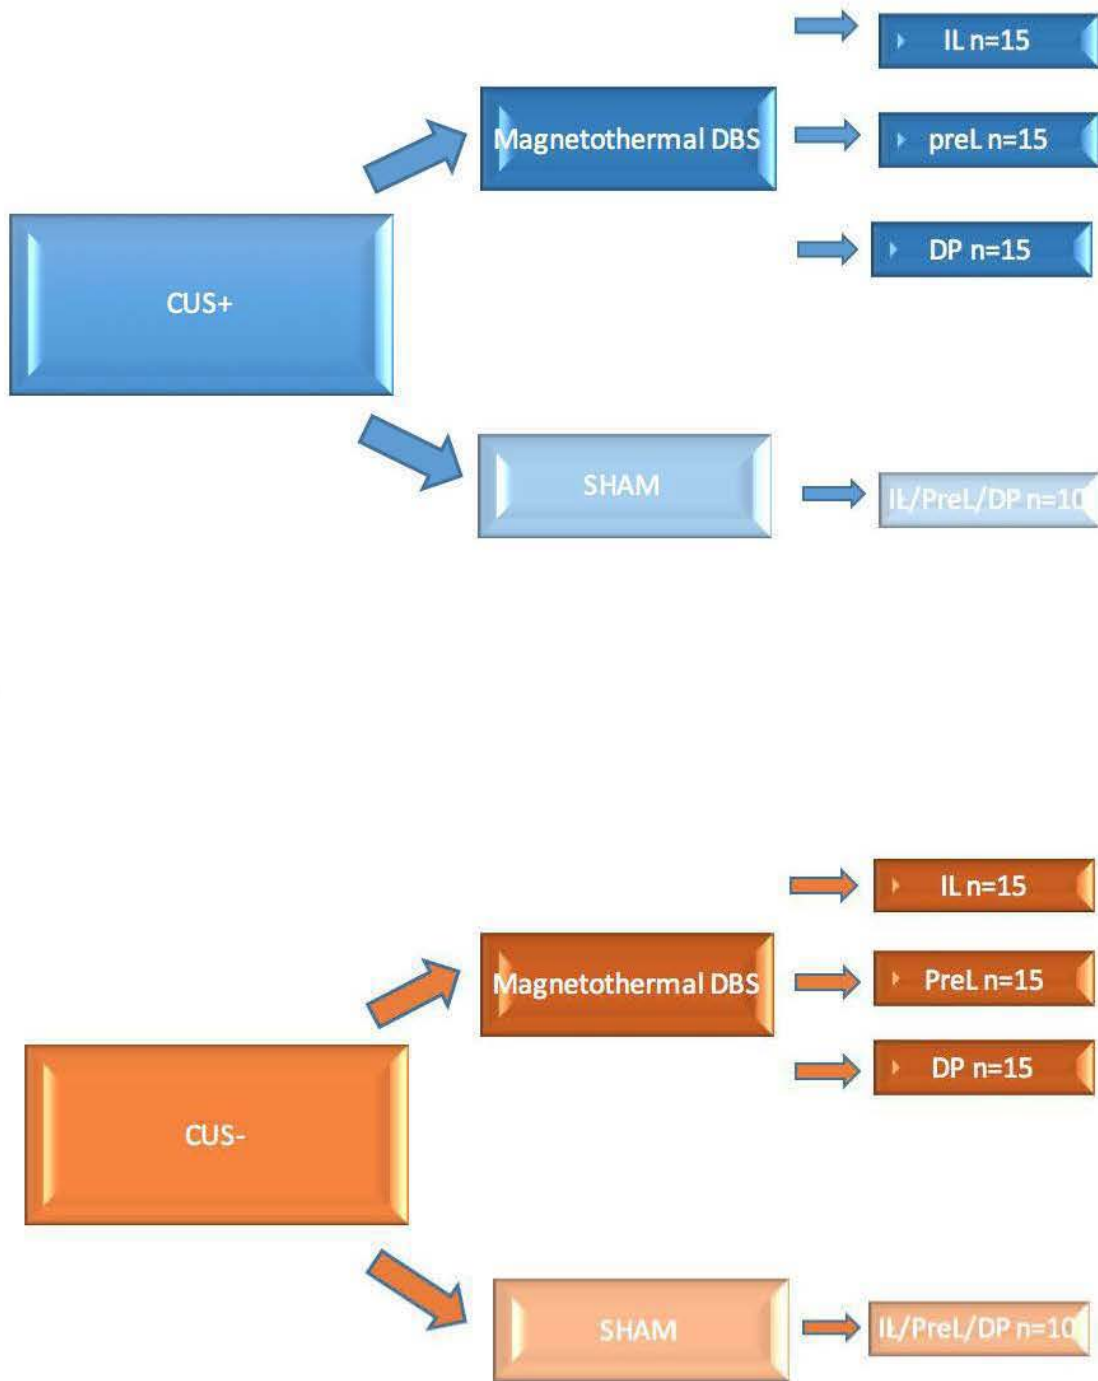 IL n=15
Magnetothermal DBS
preL n=15
DP n=15
CUS+
SHAM
IL/PreL/DP n=10
IL n=15
Magnetothermal DBS
PreL n=15
DP n=15
CUS-
SHAM
IL/PreL/DP n=10